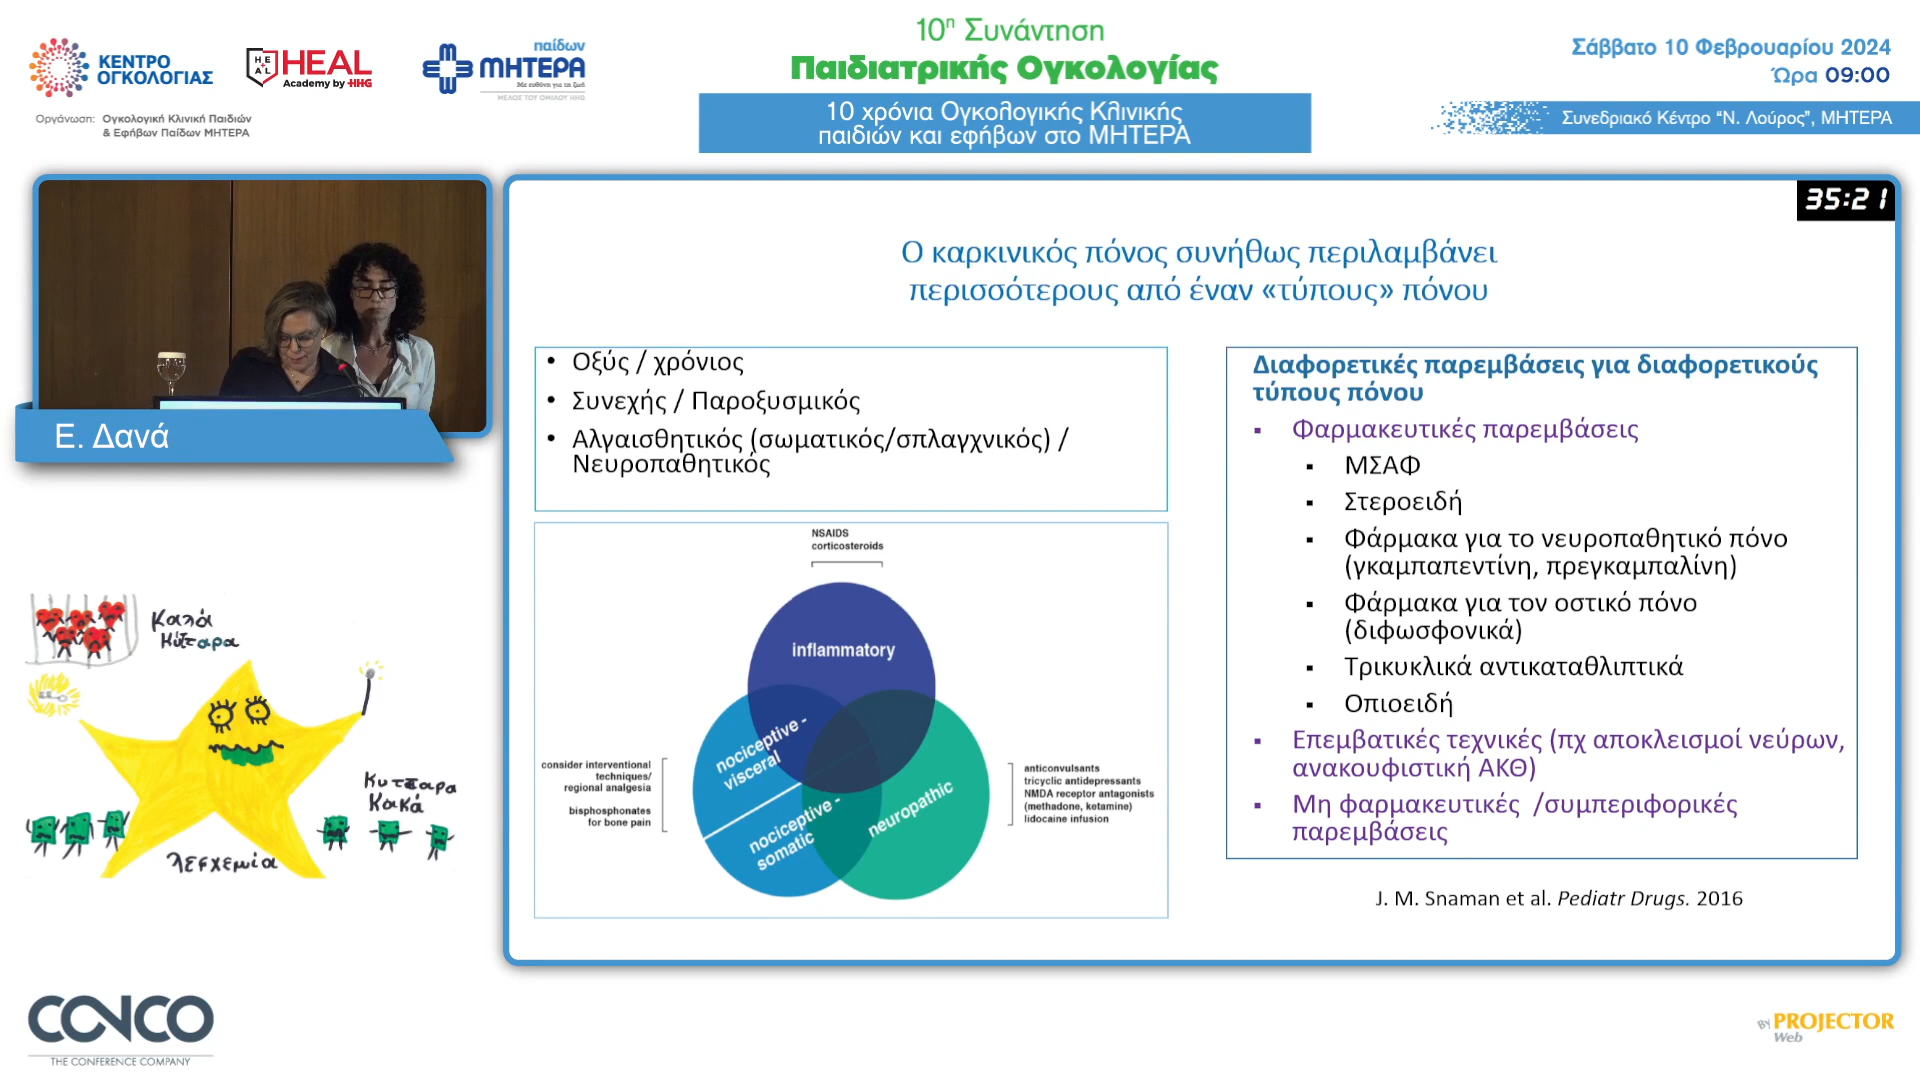 ΚΕΝΤΡΟ
ΟΓΚΟΛΟΓΙΑΣ
HEAL
HEAL
Academy by HHG
παίδων
ΜΗΤΕΡΑ
Με ευθύνη για τη ζωή
ΜΕΛΟΣ ΤΟΥ ΟΜΙΛΟΥ HHG
Οργάνωση: Ογκολογική Κλινική Παιδιών
& Εφήβων Παίδων ΜΗΤΕΡΑ
10η Συνάντηση
Παιδιατρικής Ογκολογίας
10 χρόνια Ογκολογικής Κλινικής
παιδιών και εφήβων στο ΜΗΤΕΡΑ
Σάββατο 10 Φεβρουαρίου 2024
Ώρα 09:00
Συνεδριακό Κέντρο “Ν. Λούρος”, ΜΗΤΕΡΑ
35:21
Ε. Δανά
Ο καρκινικός πόνος συνήθως περιλαμβάνει
περισσότερους από έναν «τύπους» πόνου
• Οξύς / χρόνιος
• Συνεχής / Παροξυσμικός
• Αλγαισθητικός (σωματικός/σπλαγχνικός) /
Νευροπαθητικός
NSAIDS
corticosteroids
inflammatory
nociceptive -
visceral
nociceptive -
somatic
neuropathic
consider interventional
techniques/
regional analgesia
bisphosphonates
for bone pain
anticonvulsants
tricyclic antidepressants
NMDA receptor antagonists
(methadone, ketamine)
lidocaine infusion
Διαφορετικές παρεμβάσεις για διαφορετικούς
τύπους πόνου
▪ Φαρμακευτικές παρεμβάσεις
▪ ΜΣΑΦ
▪ Στεροειδή
▪ Φάρμακα για το νευροπαθητικό πόνο
(γκαμπαπεντίνη, πρεγκαμπαλίνη)
▪ Φάρμακα για τον οστικό πόνο
(διφωσφονικά)
▪ Τρικυκλικά αντικαταθλιπτικά
▪ Οπιοειδή
▪ Επεμβατικές τεχνικές (πχ αποκλεισμοί νεύρων,
ανακουφιστική ΑΚΘ)
▪ Μη φαρμακευτικές /συμπεριφορικές
παρεμβάσεις
J. M. Snaman et al. Pediatr Drugs. 2016
Καλά
Κύτταρα
Κυτταρα
Κακά
λεφχεμία
CONCO
THE CONFERENCE COMPANY
BY PROJECTOR
Web